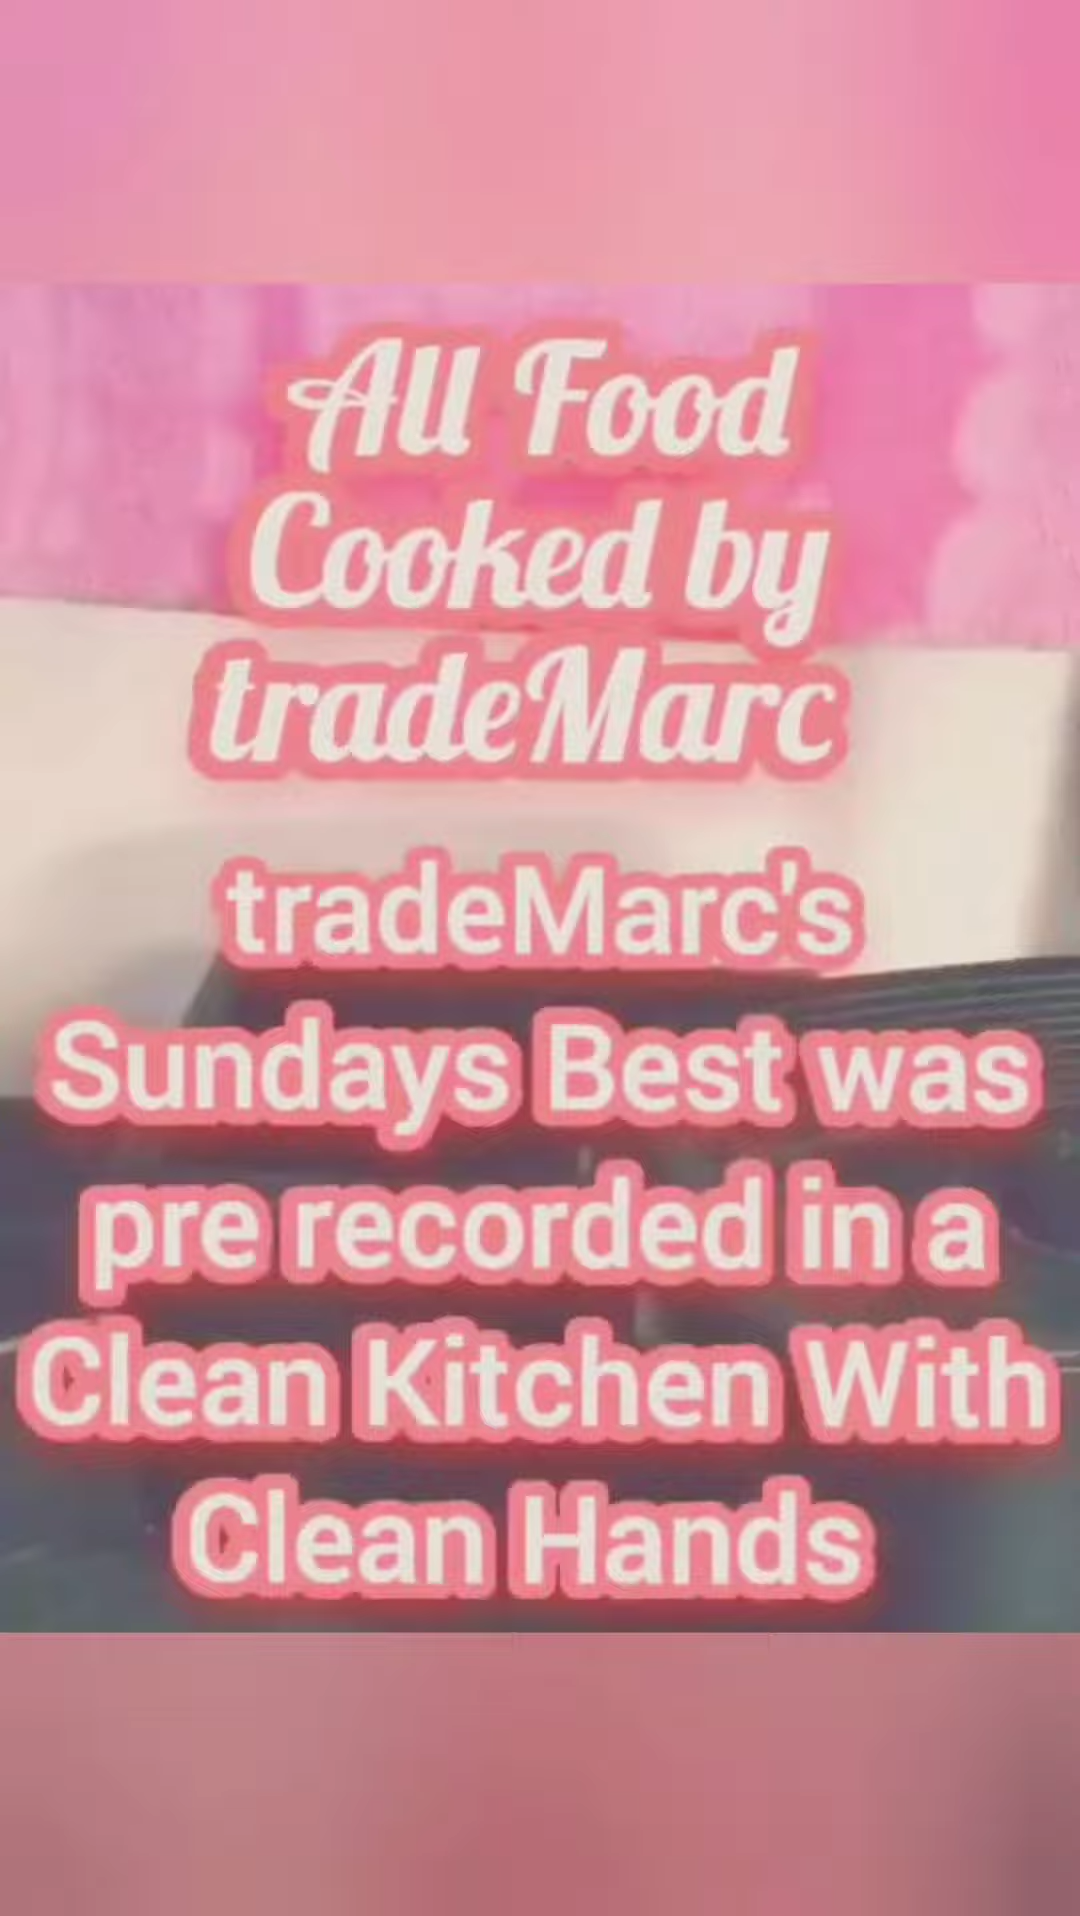 All Food
Cooked by
tradeMarc
tradeMarc's
Sundays Best was
pre recorded in a
Clean Kitchen With
Clean Hands